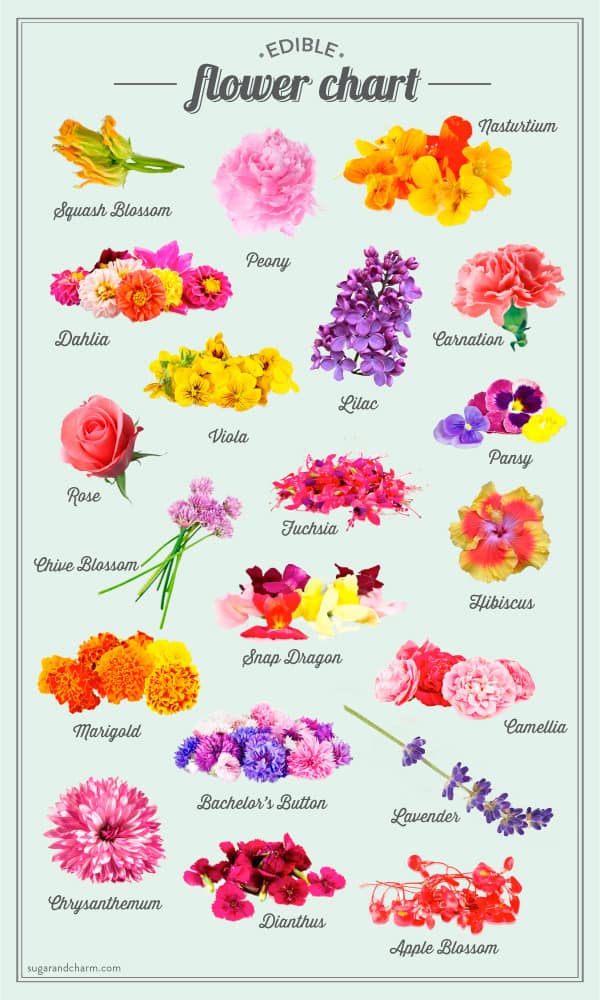 EDIBLE
flower chart
Nasturtium
Squash Blossom
Peony
Dahlia
Carnation
Lilac
Viola
Pansy
Rose
Fuchsia
Chive Blossom
Hibiscus
Snap Dragon
Marigold
Camellia
Bachelor's Button
Lavender
Chrysanthemum
Dianthus
Apple Blossom
sugarandcharm.com